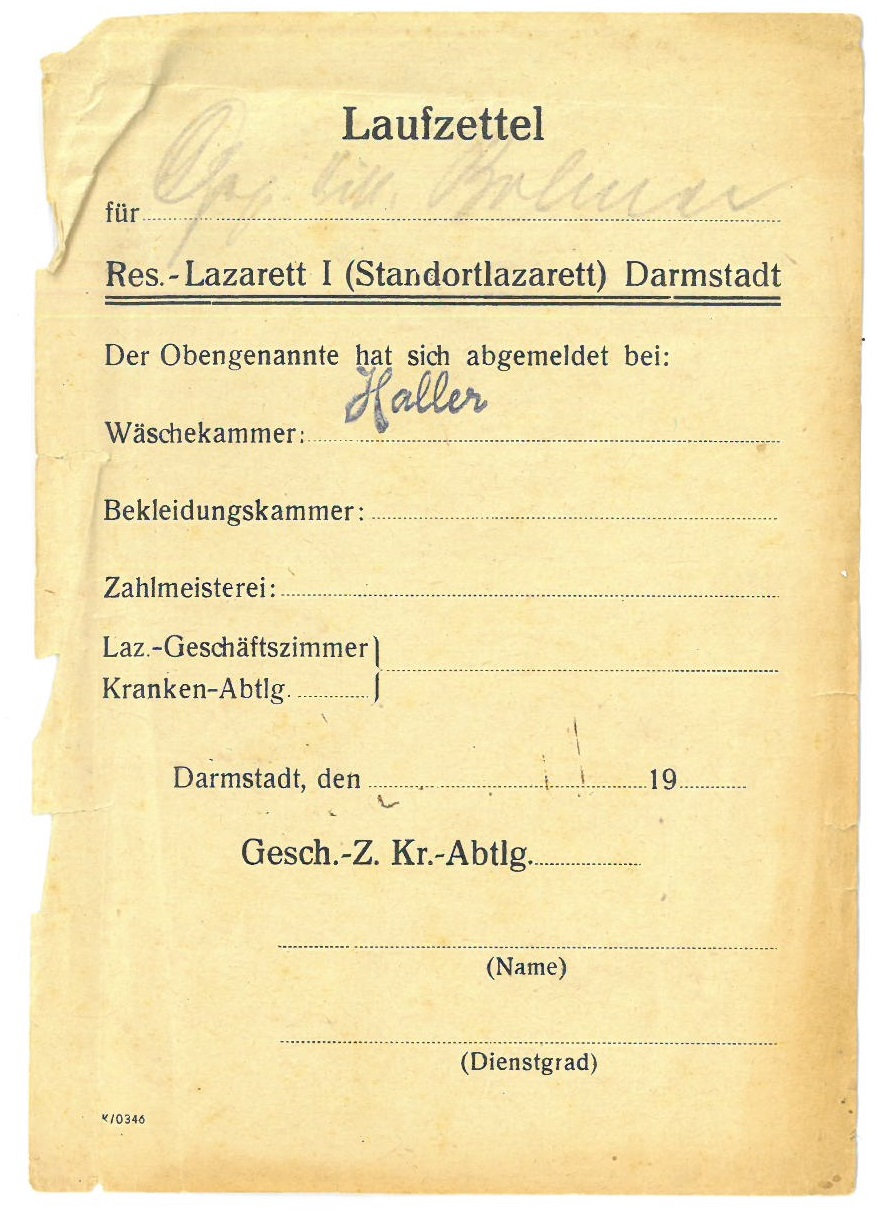 Laufzettel
für
Res.-Lazarett I (Standortlazarett) Darmstadt
Der Obengenannte hat sich abgemeldet bei:
Wäschekammer: Haller
Bekleidungskammer:
Zahlmeisterei:
Laz.-Geschäftszimmer
Kranken-Abtlg.
Darmstadt, den 19
Gesch.-Z. Kr.-Abtlg.
(Name)
(Dienstgrad)
K/0346